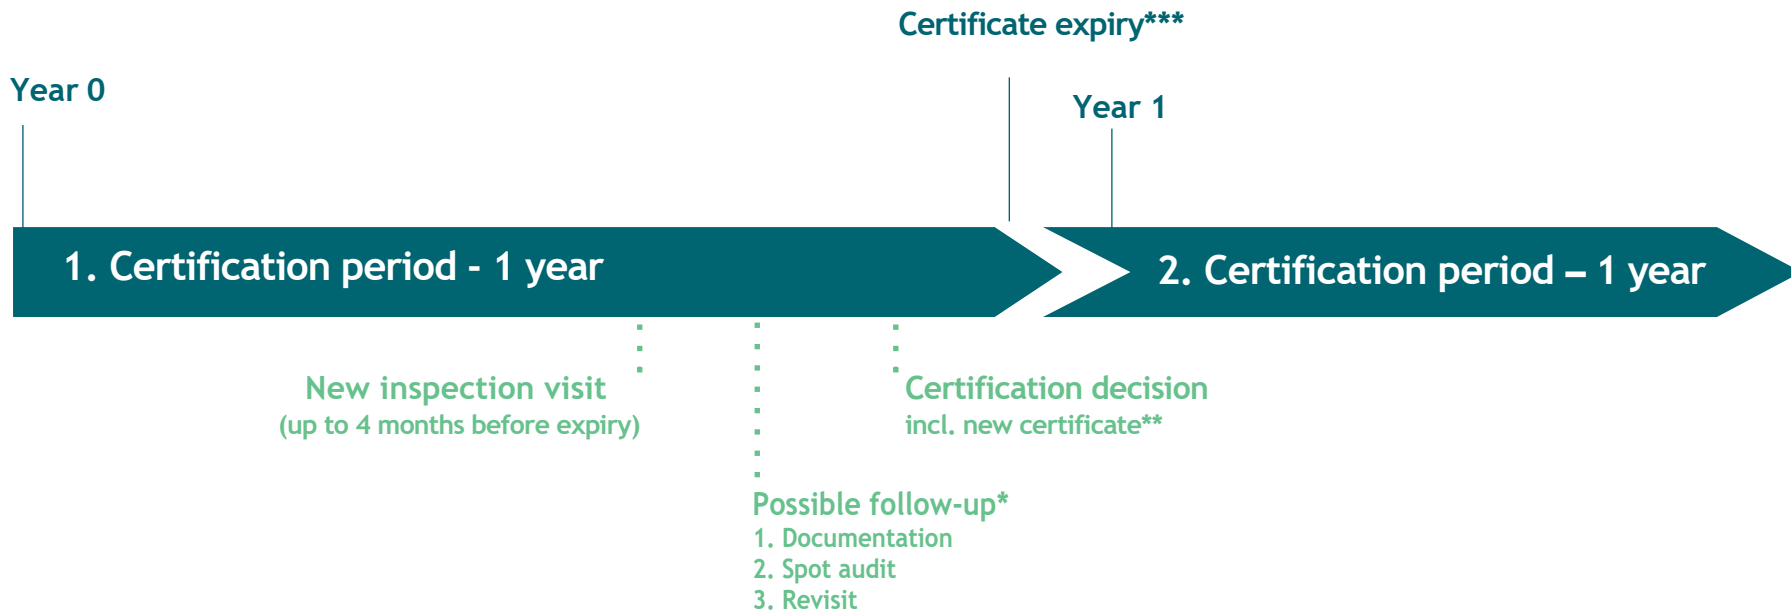 Certificate expiry***
Year 0
Year 1
1. Certification period - 1 year
2. Certification period – 1 year
New inspection visit
(up to 4 months before expiry)
Certification decision
incl. new certificate**
Possible follow-up*
1. Documentation
2. Spot audit
3. Revisit